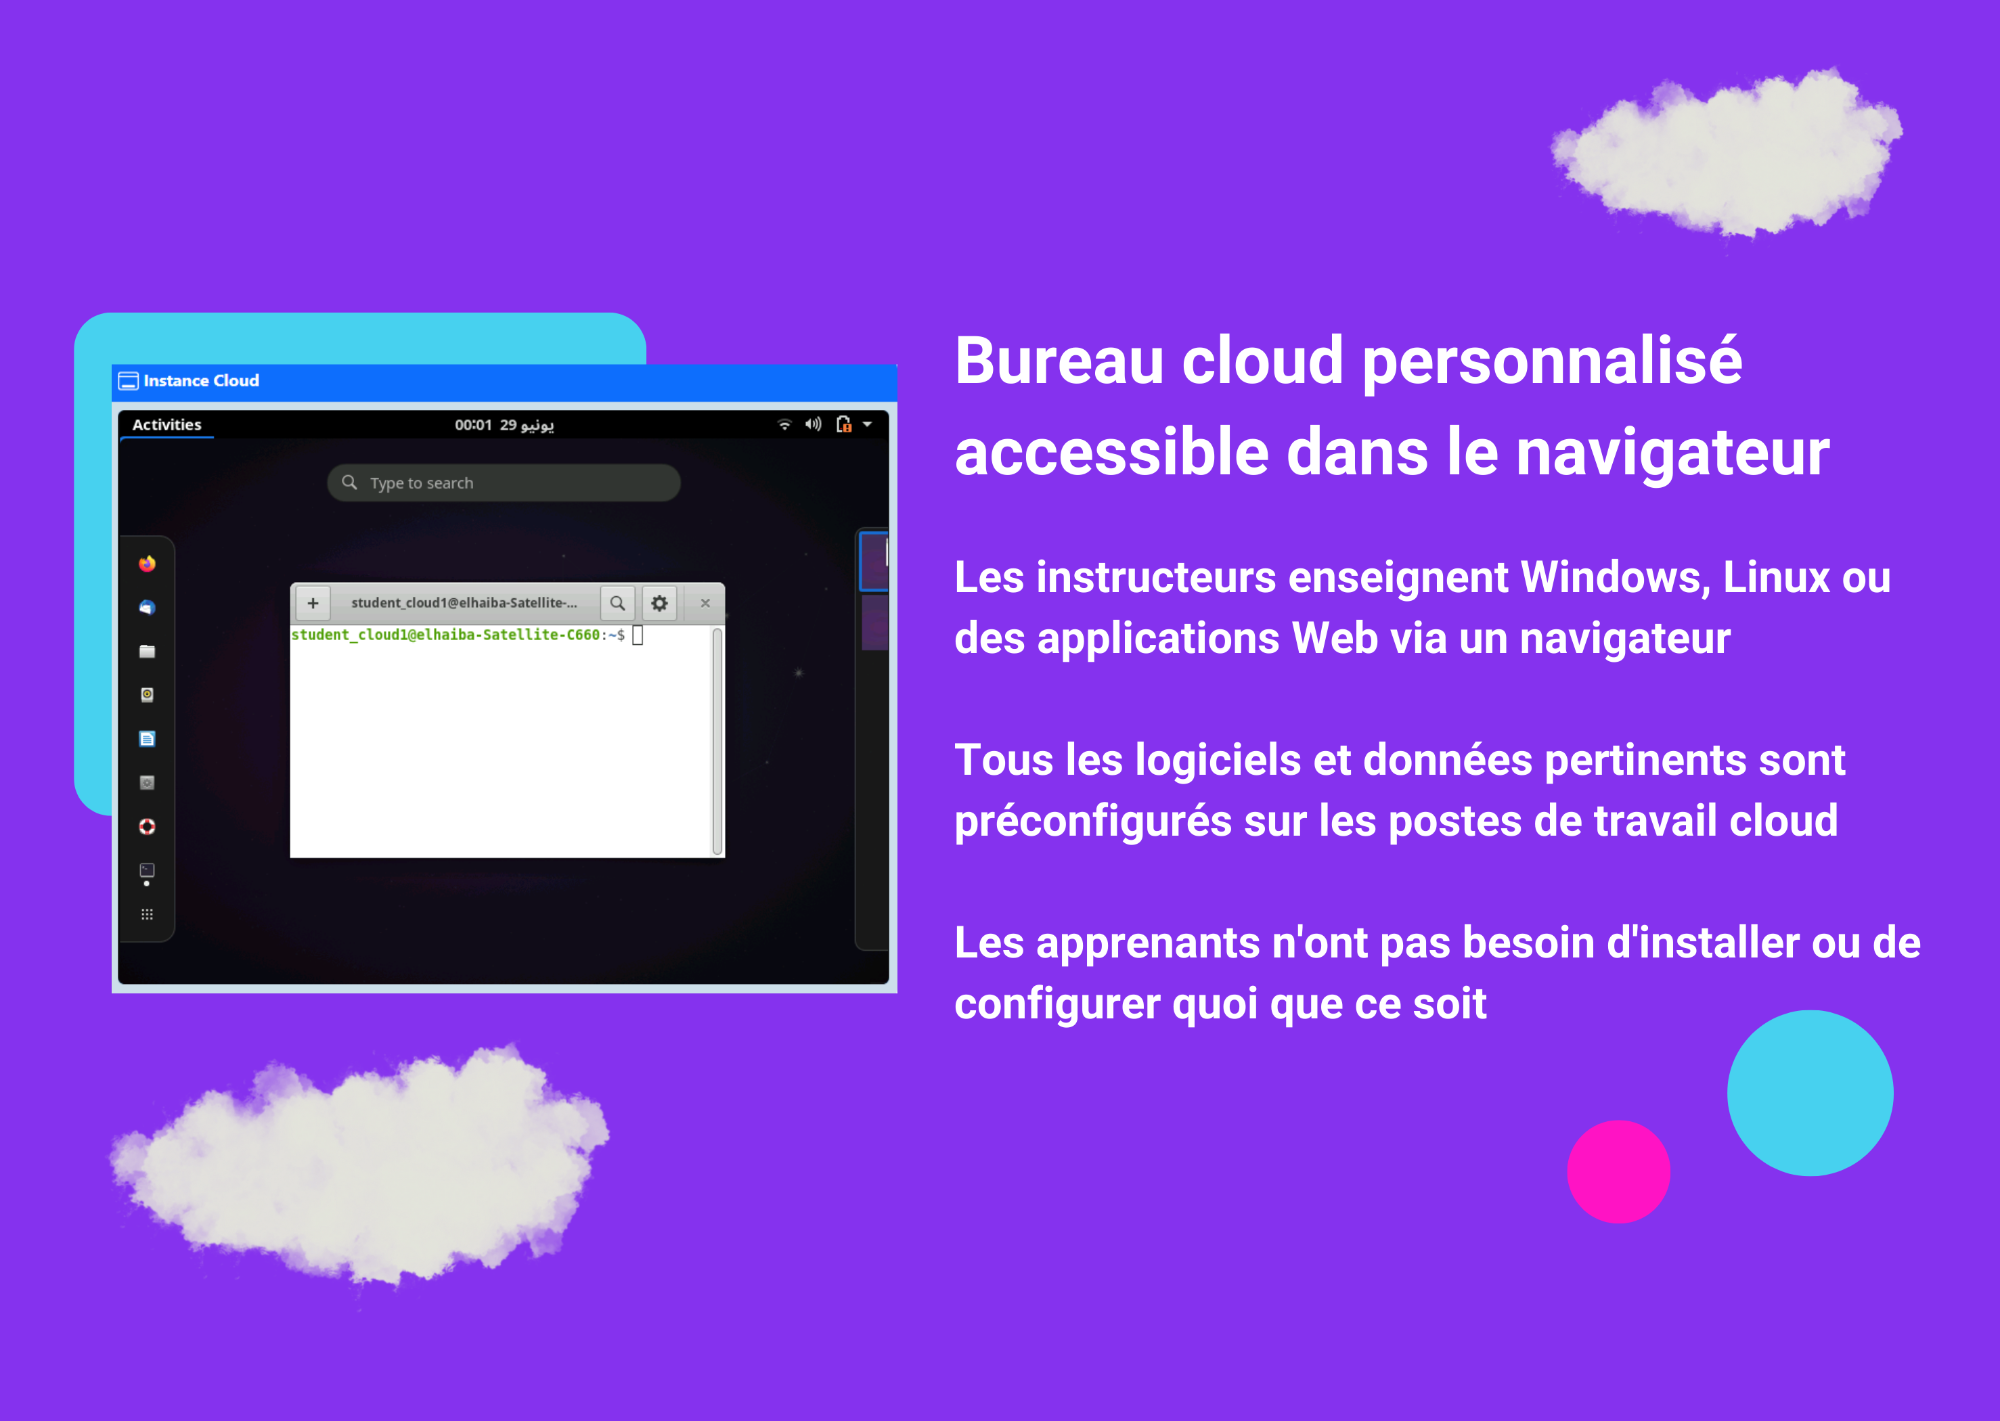 Instance Cloud
Activities
00:01 29 يونيو
Type to search
student_cloud1@elhaiba-Satellite-...
student_cloud1@elhaiba-Satellite-C660:~$
Bureau cloud personnalisé
accessible dans le navigateur
Les instructeurs enseignent Windows, Linux ou
des applications Web via un navigateur
Tous les logiciels et données pertinents sont
préconfigurés sur les postes de travail cloud
Les apprenants n'ont pas besoin d'installer ou de
configurer quoi que ce soit